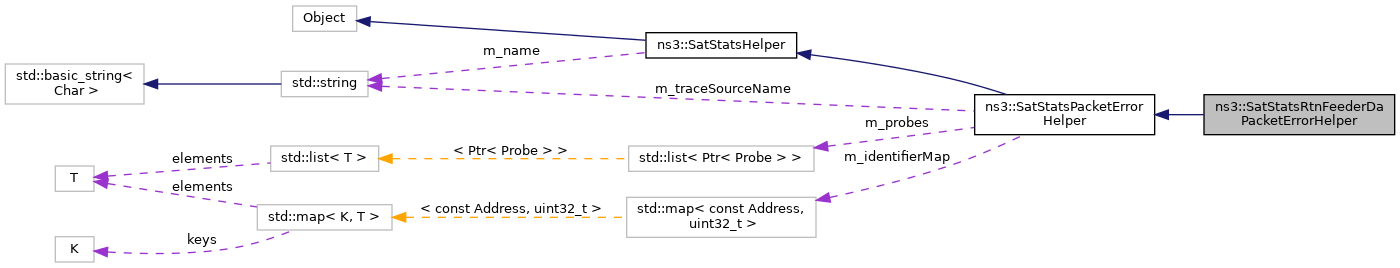 Object
ns3::SatStatsHelper
m_name
std::basic_string<
Char >
std::string
m_traceSourceName
ns3::SatStatsPacketError
Helper
ns3::SatStatsRtnFeederDa
PacketErrorHelper
m_probes
< Ptr< Probe > >
elements
std::list< T >
std::list< Ptr< Probe > >
m_identifierMap
T
elements
< const Address, uint32_t >
std::map< K, T >
std::map< const Address,
uint32_t >
keys
K